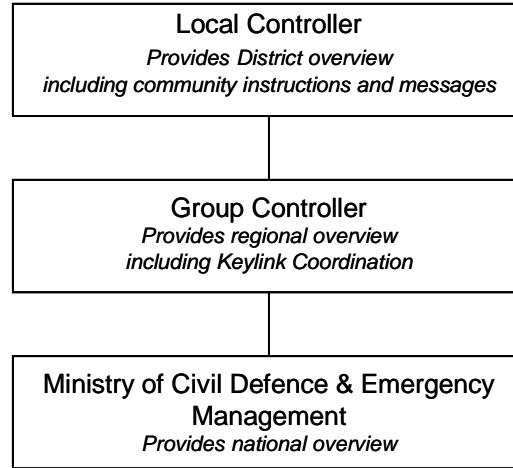 Local Controller
Provides District overview
including community instructions and messages
Group Controller
Provides regional overview
including Keylink Coordination
Ministry of Civil Defence & Emergency
Management
Provides national overview